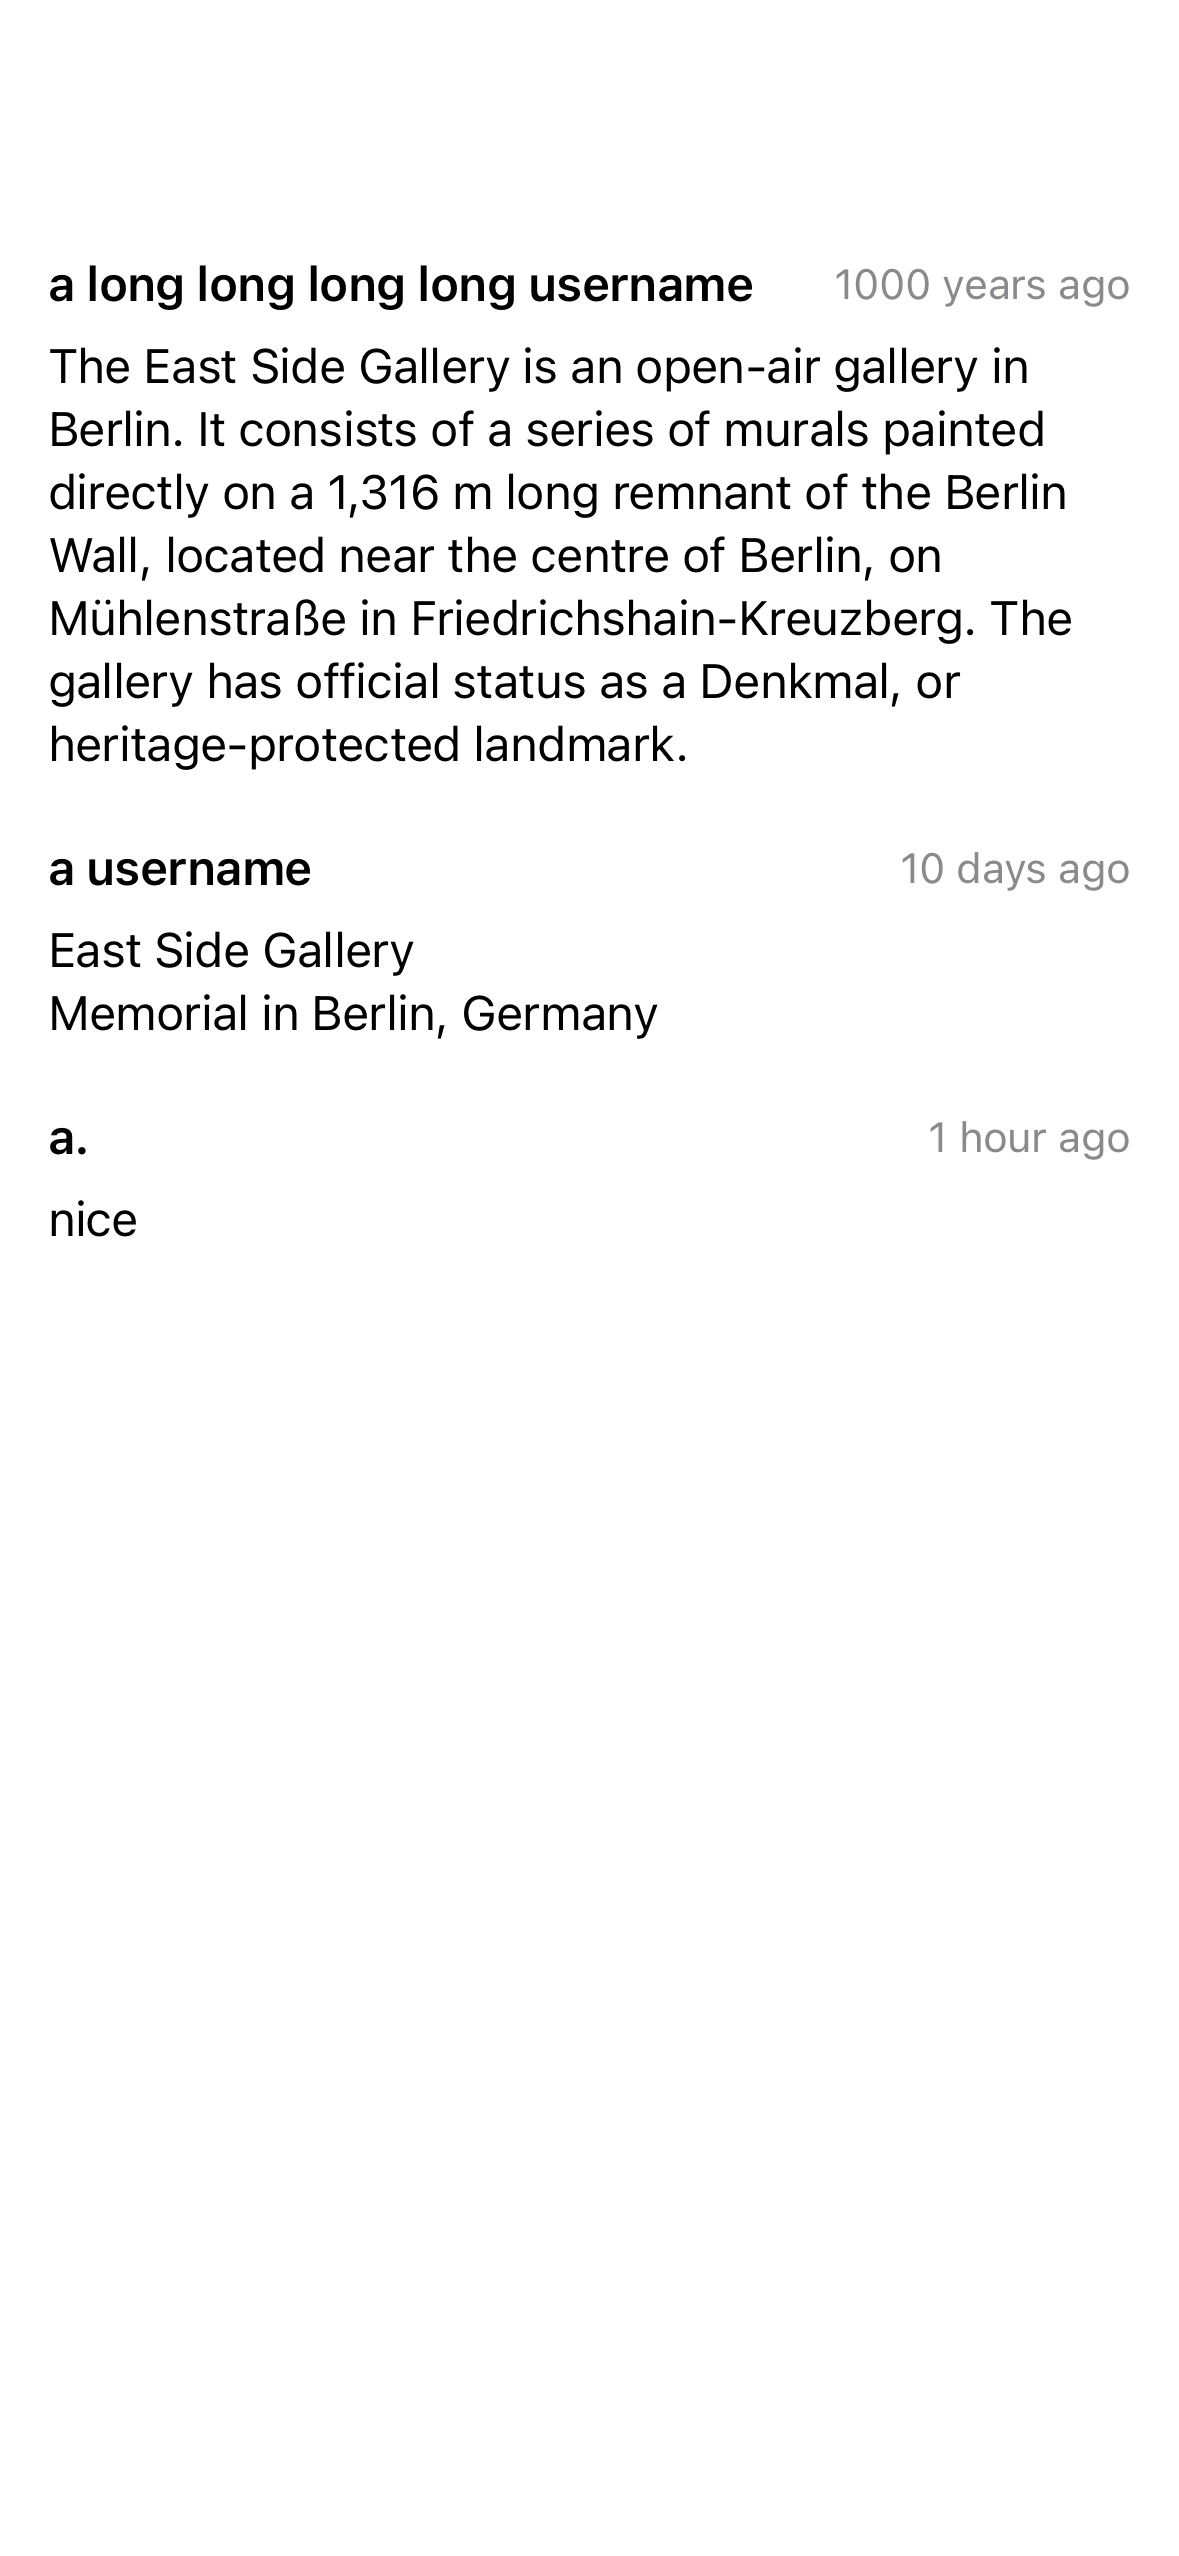 a long long long long username 1000 years ago
The East Side Gallery is an open-air gallery in
Berlin. It consists of a series of murals painted
directly on a 1,316 m long remnant of the Berlin
Wall, located near the centre of Berlin, on
Mühlenstraße in Friedrichshain-Kreuzberg. The
gallery has official status as a Denkmal, or
heritage-protected landmark.
a username 10 days ago
East Side Gallery
Memorial in Berlin, Germany
a. 1 hour ago
nice